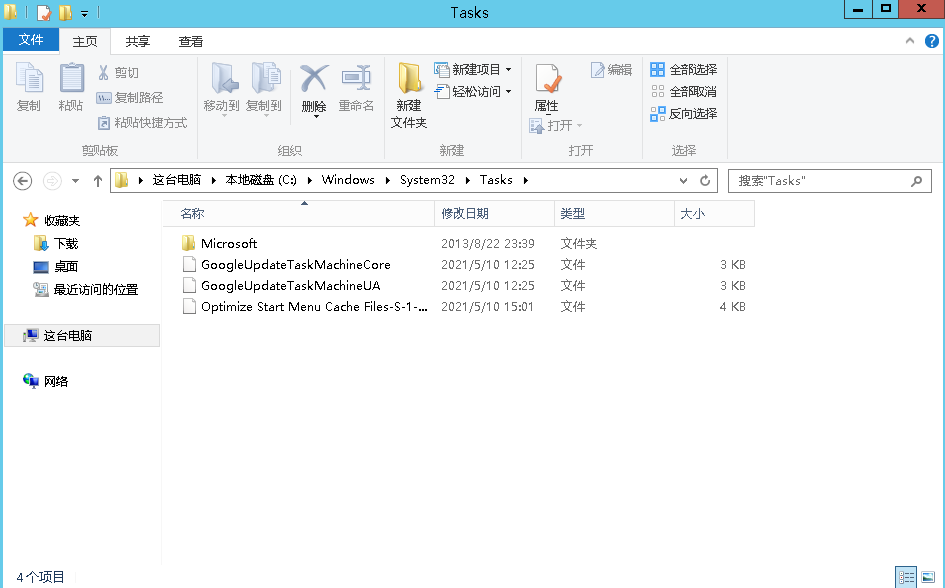 Tasks
文件 主页 共享 查看
剪切
复制路径
粘贴快捷方式
复制 粘贴
剪贴板
移动到 复制到 删除 重命名
组织
新建
文件夹
新建项目
轻松访问
新建
属性
打开
编辑
打开
全部选择
全部取消
反向选择
选择
这台电脑 本地磁盘 (C:) Windows System32 Tasks
搜索"Tasks"
收藏夹
下载
桌面
最近访问的位置
这台电脑
网络
名称 修改日期 类型 大小
Microsoft 2013/8/22 23:39 文件夹
GoogleUpdateTaskMachineCore 2021/5/10 12:25 文件 3 KB
GoogleUpdateTaskMachineUA 2021/5/10 12:25 文件 3 KB
Optimize Start Menu Cache Files-S-1-... 2021/5/10 15:01 文件 4 KB
4 个项目